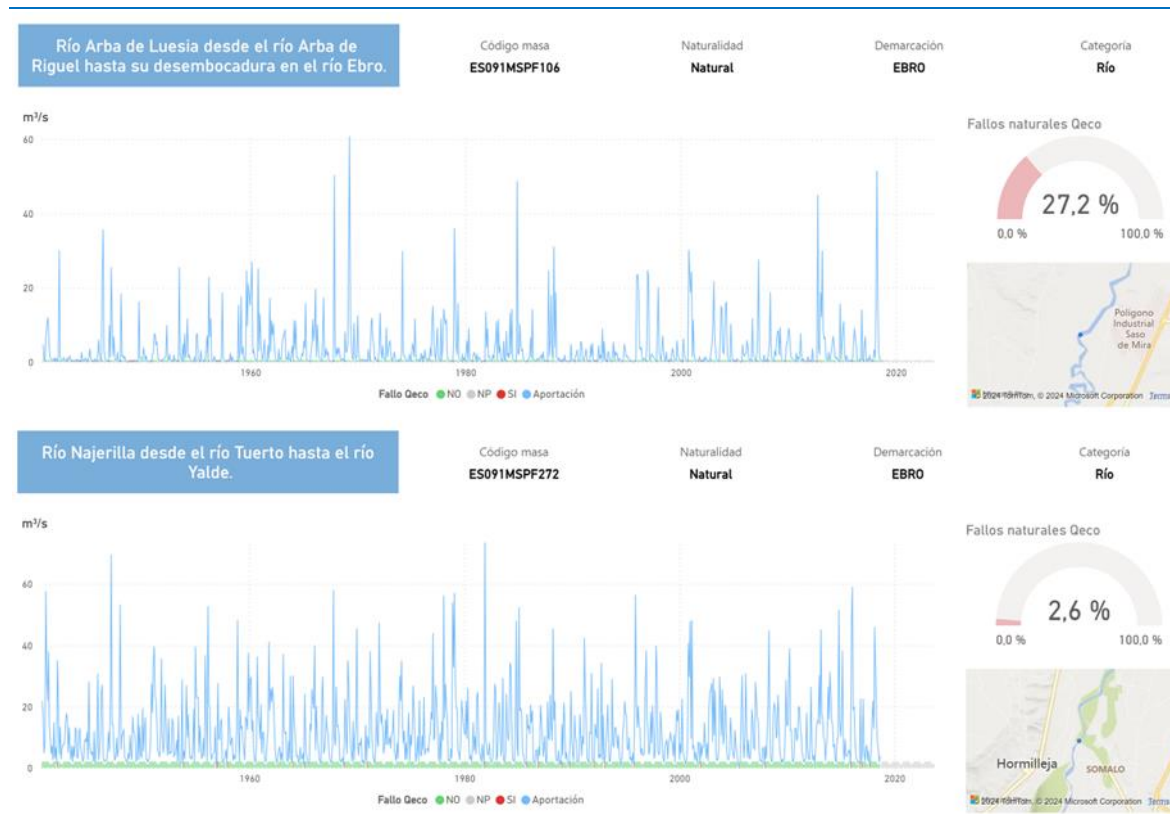 Río Arba de Luesia desde el río Arba de
Riguel hasta su desembocadura en el río Ebro.
Código masa
ES091MSPF106
Naturalidad
Natural
Demarcación
EBRO
Categoría
Río
m³/s
60
40
20
0
1960
1980
2000
2020
Fallo Qeco NO NP SI Aportación
Fallos naturales Qeco
27,2 %
0,0 %
100,0 %
Polígono
Industrial
Saso
de Mira
© 2024 TomTom, © 2024 Microsoft Corporation Terms
Río Najerilla desde el río Tuerto hasta el río
Yalde.
Código masa
ES091MSPF272
Naturalidad
Natural
Demarcación
EBRO
Categoría
Río
m³/s
60
40
20
0
1960
1980
2000
2020
Fallo Qeco NO NP SI Aportación
Fallos naturales Qeco
2,6 %
0,0 %
100,0 %
Hormilleja
SOMALO
© 2024 TomTom, © 2024 Microsoft Corporation Terms